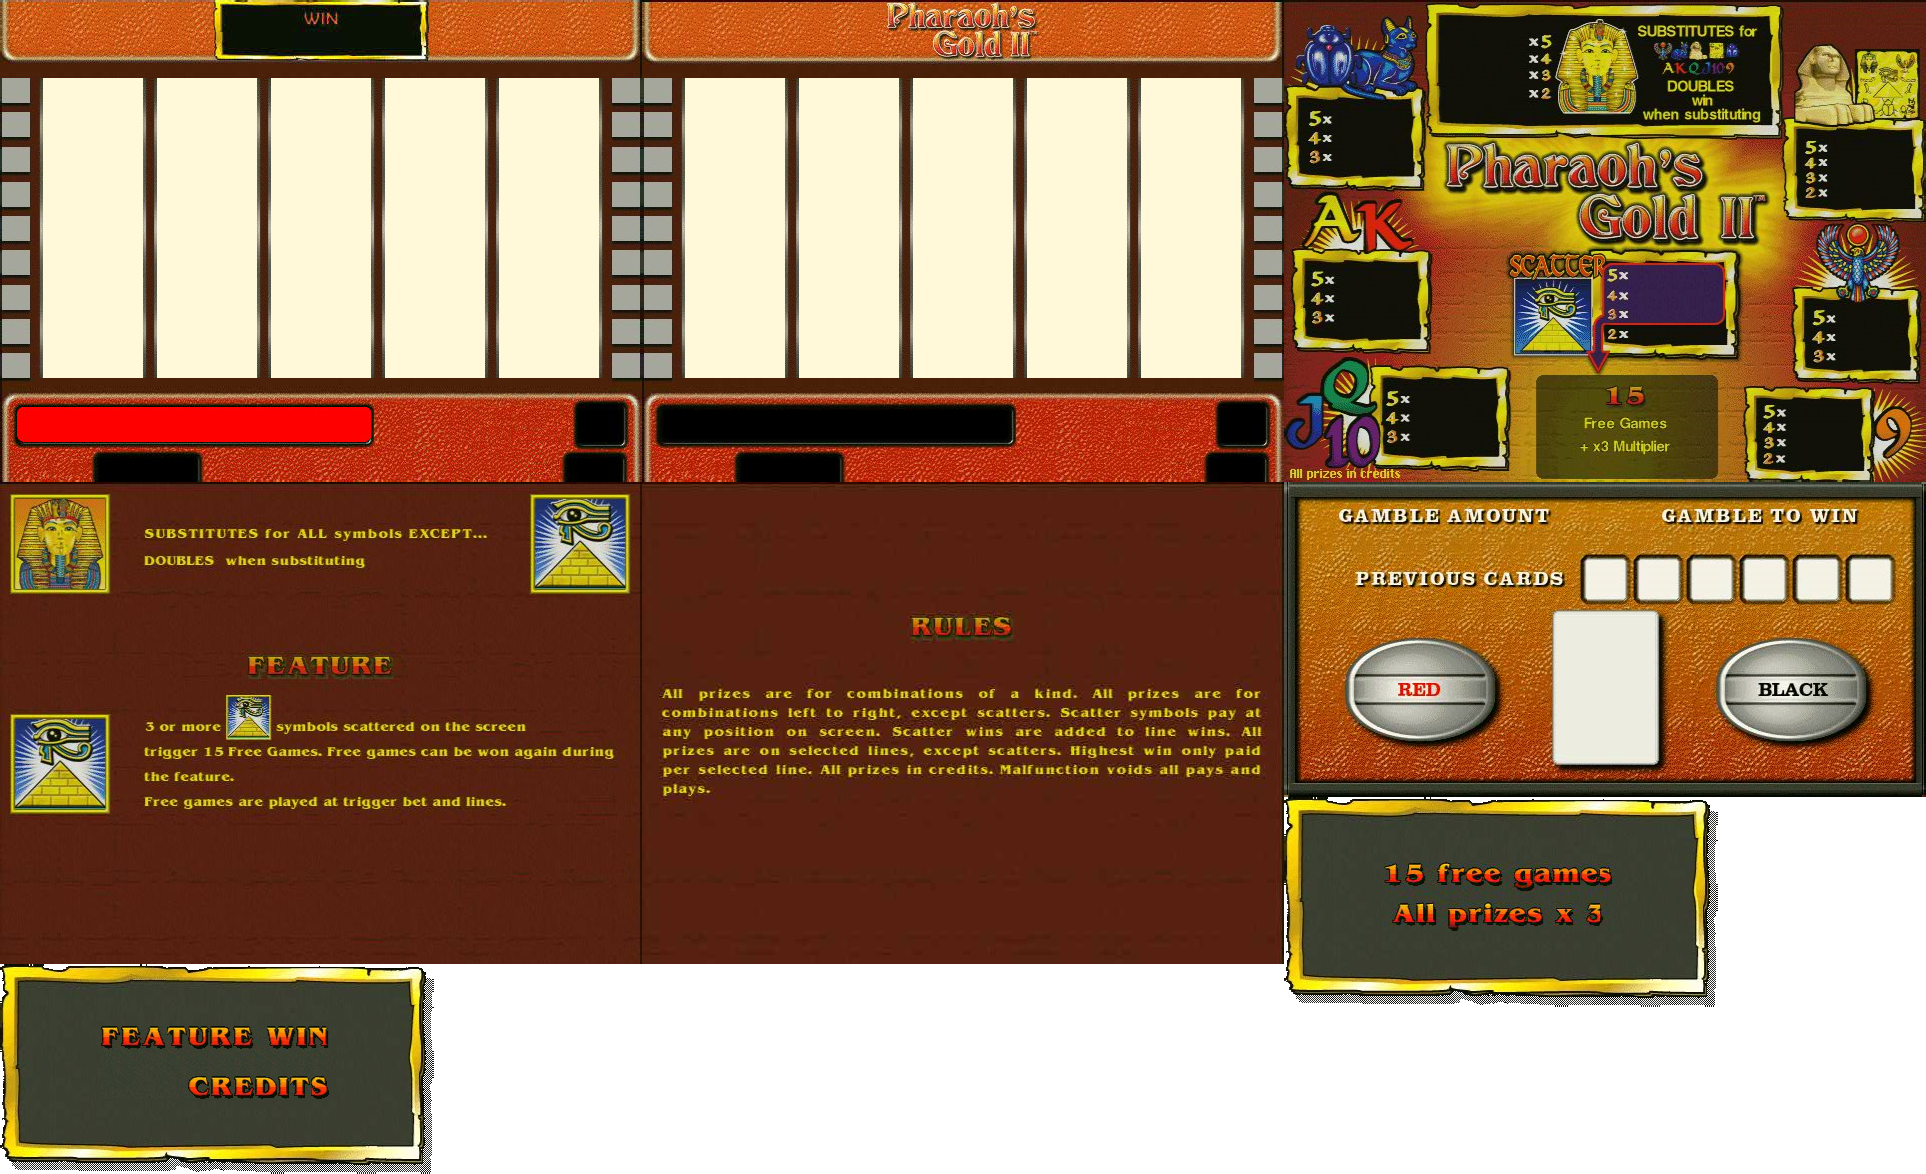 WIN
Pharaoh's
Gold II
x5
x4
x3
x2
SUBSTITUTES for
A K Q J 10 9
DOUBLES
win
when substituting
5x
4x
3x
5x
4x
3x
2x
Pharaoh's
Gold II™
A K
5x
4x
3x
SCATTER
5x
4x
3x
2x
5x
4x
3x
J Q 10
5x
4x
3x
15
Free Games
+ x3 Multiplier
5x
4x
3x
2x
9
All prizes in credits
SUBSTITUTES for ALL symbols EXCEPT...
DOUBLES when substituting
FEATURE
3 or more symbols scattered on the screen
trigger 15 Free Games. Free games can be won again during
the feature.
Free games are played at trigger bet and lines.
RULES
All prizes are for combinations of a kind. All prizes are for
combinations left to right, except scatters. Scatter symbols pay at
any position on screen. Scatter wins are added to line wins. All
prizes are on selected lines, except scatters. Highest win only paid
per selected line. All prizes in credits. Malfunction voids all pays and
plays.
GAMBLE AMOUNT
GAMBLE TO WIN
PREVIOUS CARDS
RED
BLACK
15 free games
All prizes x 3
FEATURE WIN
CREDITS